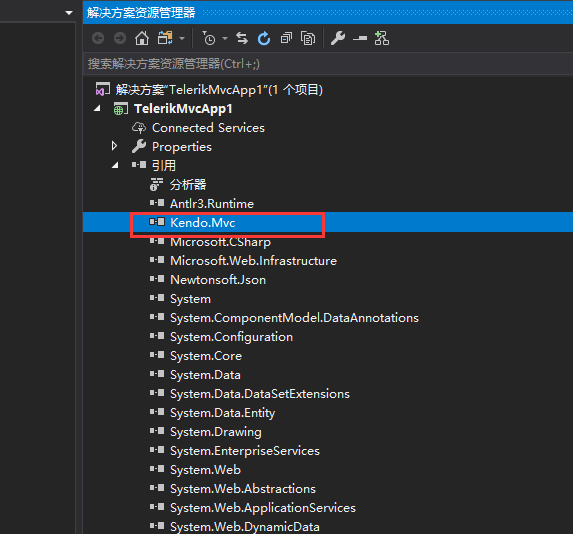 解决方案资源管理器
搜索解决方案资源管理器(Ctrl+;)
解决方案"TelerikMvcApp1"(1 个项目)
TelerikMvcApp1
Connected Services
Properties
引用
分析器
Antlr3.Runtime
Kendo.Mvc
Microsoft.CSharp
Microsoft.Web.Infrastructure
Newtonsoft.Json
System
System.ComponentModel.DataAnnotations
System.Configuration
System.Core
System.Data
System.Data.DataSetExtensions
System.Data.Entity
System.Drawing
System.EnterpriseServices
System.Web
System.Web.Abstractions
System.Web.ApplicationServices
System.Web.DynamicData